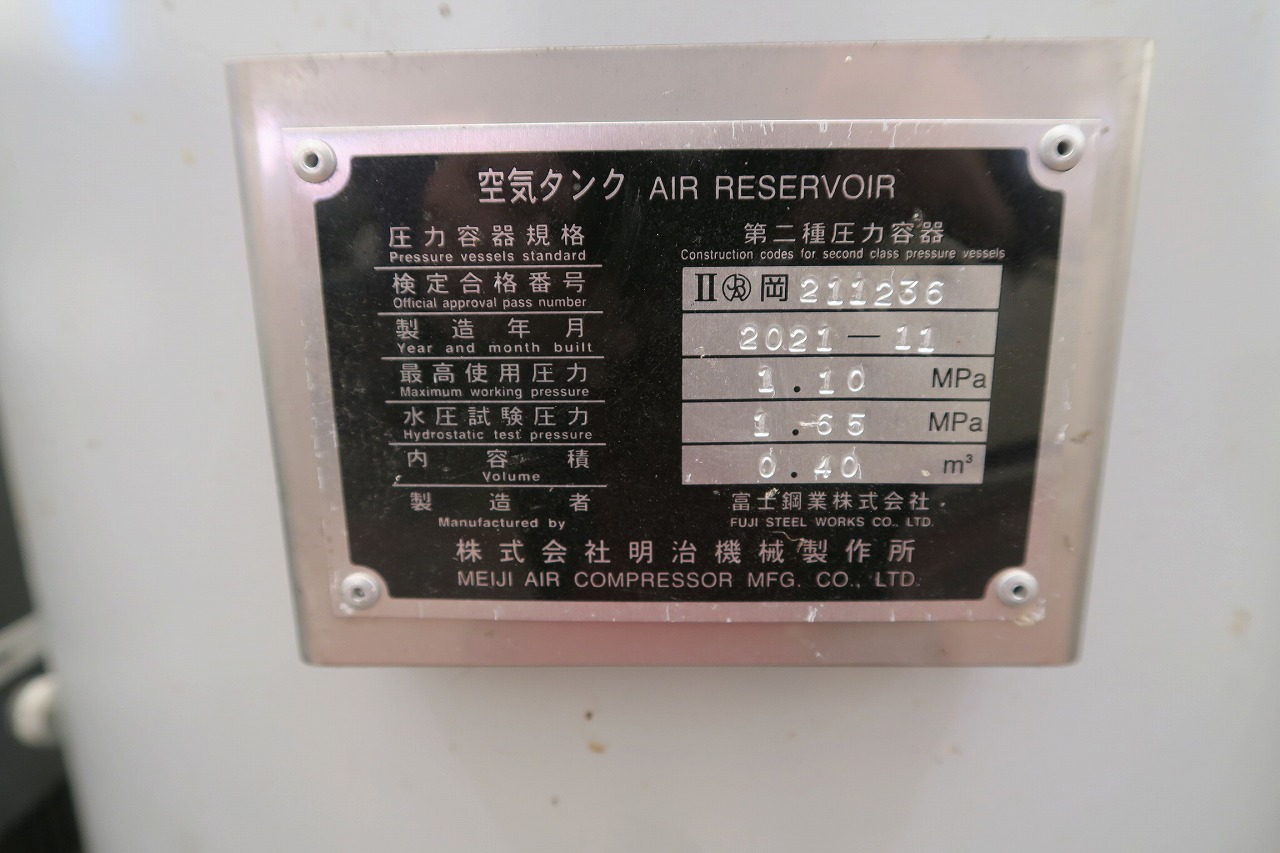 空気タンク AIR RESERVOIR
圧力容器規格 第二種圧力容器
Pressure vessels standard Construction codes for second class pressure vessels
検定合格番号 II 岡 211236
Official approval pass number
製造年月 2021-11
Year and month built
最高使用圧力 1.10 MPa
Maximum working pressure
水圧試験圧力 1.65 MPa
Hydrostatic test pressure
内容積 0.40 m³
Volume
製造者 富士鋼業株式会社
Manufactured by FUJI STEEL WORKS CO., LTD.
株式会社明治機械製作所
MEIJI AIR COMPRESSOR MFG. CO., LTD.